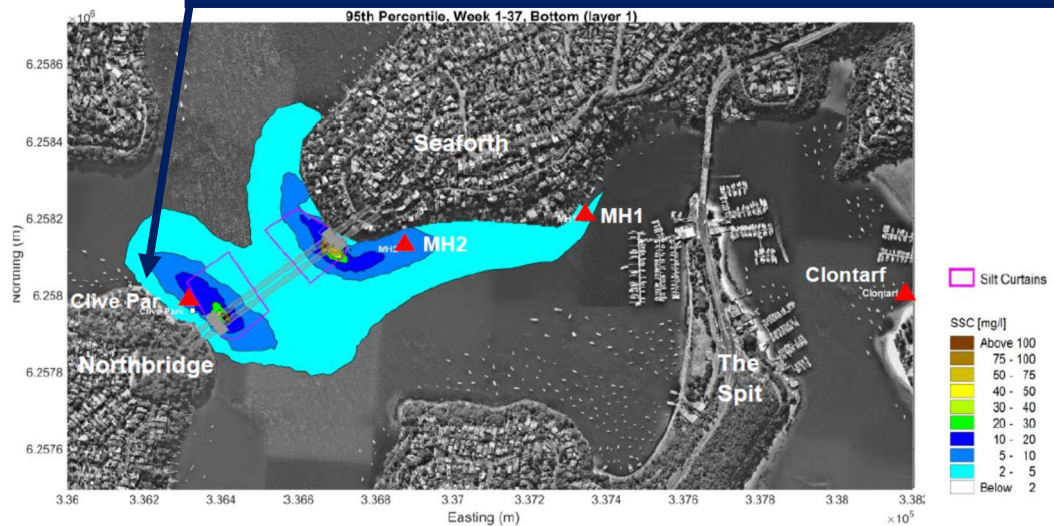 95th Percentile, Week 1-37, Bottom (layer 1)
×10⁶
6.2586
6.2584
6.2582
6.258
6.2578
6.2576
Northing (m)
Seaforth
MH1
MH2
MH2
Clontarf
Clontarf
Clive Par
Clive Park
Northbridge
The
Spit
3.36
3.362
3.364
3.366
3.368
3.37
3.372
3.374
3.376
3.378
3.38
3.382
Easting (m)
×10⁵
Silt Curtains
SSC [mg/l]
Above 100
75 - 100
50 - 75
40 - 50
30 - 40
20 - 30
10 - 20
5 - 10
2 - 5
Below 2